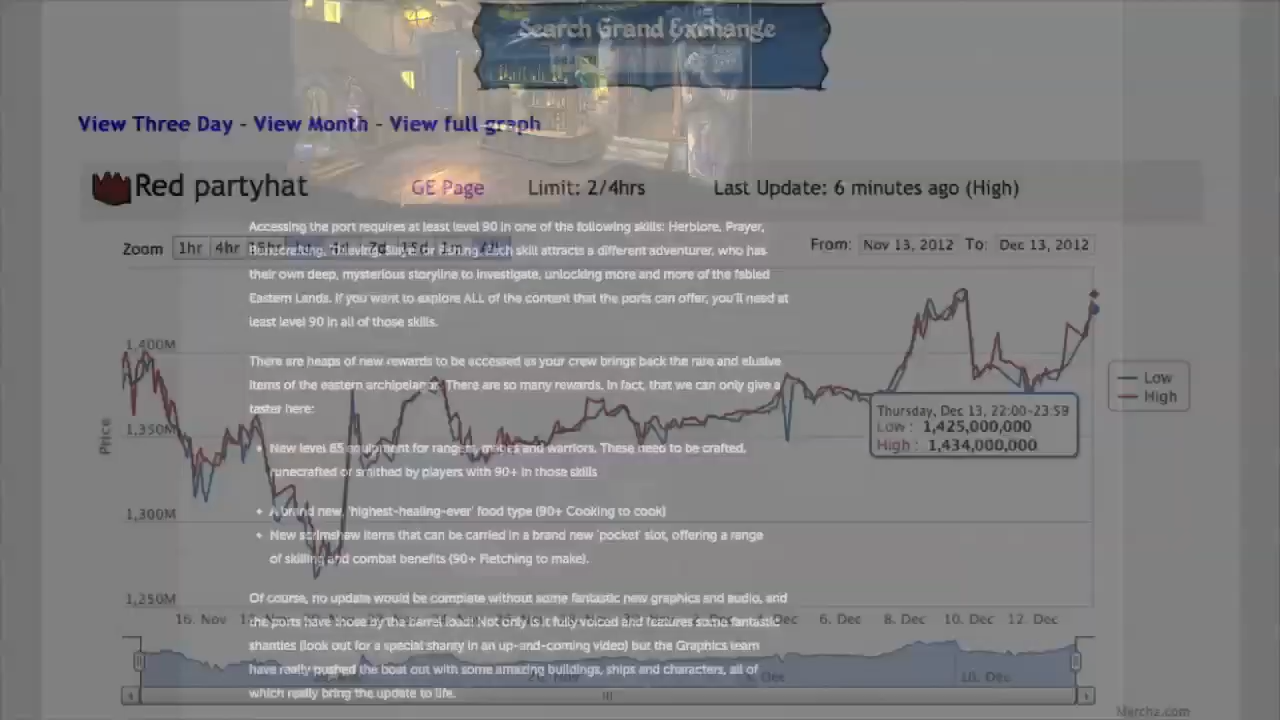 Search Grand Exchange
View Three Day - View Month - View full graph
Red partyhat
GE Page
Limit: 2/4hrs
Last Update: 6 minutes ago (High)
Accessing the port requires at least level 90 in one of the following skills: Herblore, Prayer,
Zoom 1hr 4hr
From: Nov 13, 2012 To: Dec 13, 2012
Each skill attracts a different adventurer, who has
their own deep, mysterious storyline to investigate, unlocking more and more of the fabled
Eastern Lands. If you want to explore ALL of the content that the ports can offer, you'll need at
least level 90 in all of those skills.
1,400M
There are heaps of new rewards to be accessed as your crew brings back the rare and elusive
items of the eastern archipelago. There are so many rewards, in fact, that we can only give a
taster here:
Low
High
Thursday, Dec 13, 22:00-23:59
Low : 1,425,000,000
High : 1,434,000,000
Price
1,350M
• New level 85 equipment for rangers, mages and warriors. These need to be crafted,
runecrafted or smithed by players with 90+ in those skills
• A brand new, 'highest-healing-ever' food type (90+ Cooking to cook)
1,300M
• New scrimshaw items that can be carried in a brand new 'pocket' slot, offering a range
of skilling and combat benefits (90+ Fletching to make).
1,250M
Of course, no update would be complete without some fantastic new graphics and audio, and
16. Nov
4. Dec 6. Dec 8. Dec 10. Dec 12. Dec
the ports have those by the barrel load! Not only is it fully voiced and features some fantastic
shanties (look out for a special shanty in an up-and-coming video) but the Graphics team
have really pushed the boat out with some amazing buildings, ships and characters, all of
10. Dec
which really bring the update to life.
Merchz.com